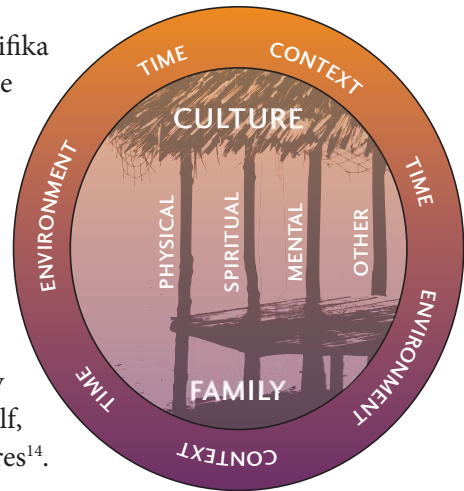 ifika
e
TIME
CONTEXT
TIME
ENVIRONMENT
CONTEXT
TIME
ENVIRONMENT
CULTURE
PHYSICAL
SPIRITUAL
MENTAL
OTHER
FAMILY
lf,
res¹⁴.